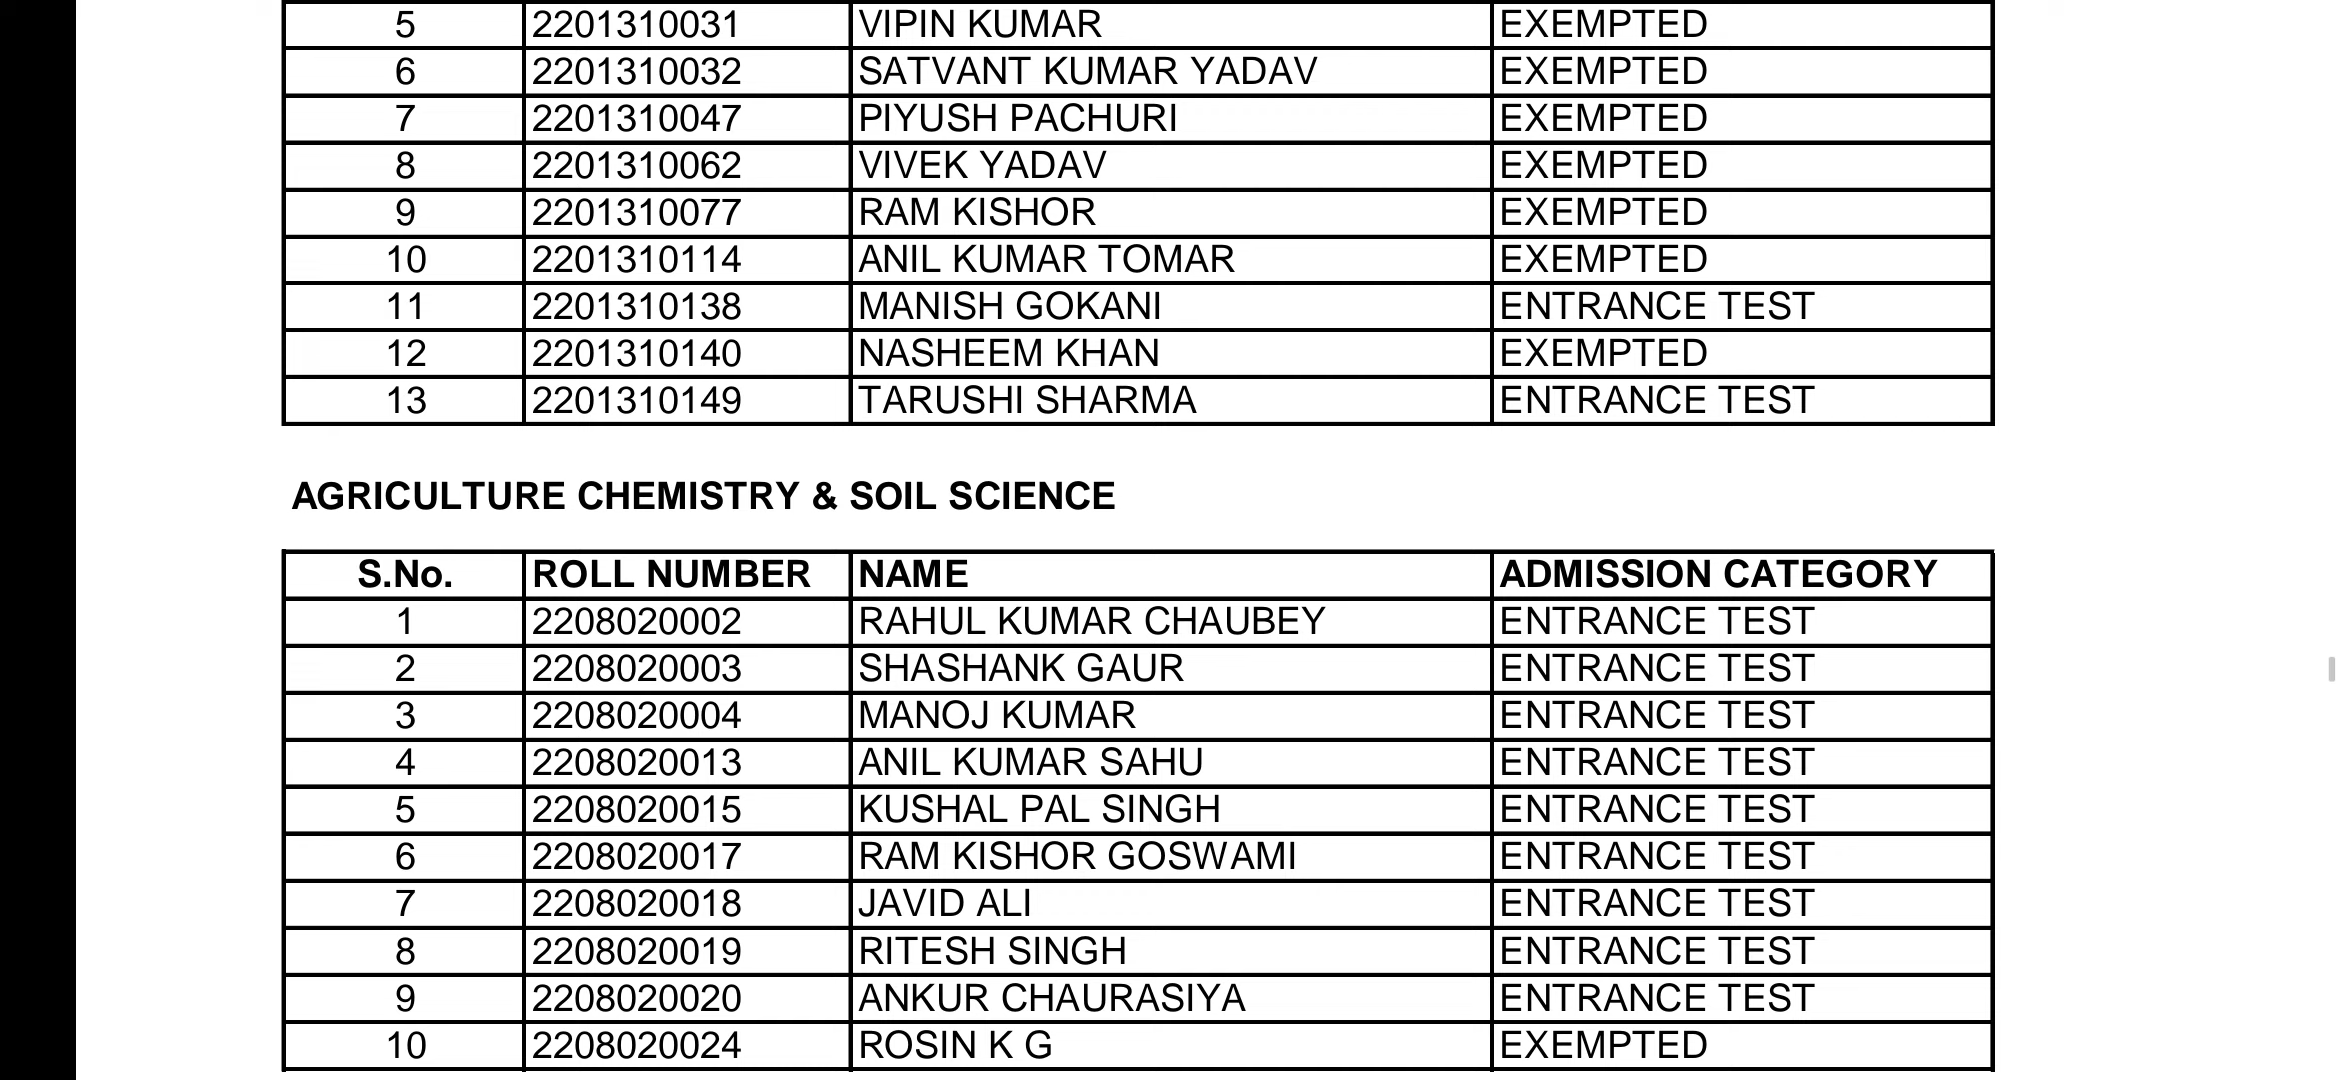 5 2201310031 VIPIN KUMAR EXEMPTED
6 2201310032 SATVANT KUMAR YADAV EXEMPTED
7 2201310047 PIYUSH PACHURI EXEMPTED
8 2201310062 VIVEK YADAV EXEMPTED
9 2201310077 RAM KISHOR EXEMPTED
10 2201310114 ANIL KUMAR TOMAR EXEMPTED
11 2201310138 MANISH GOKANI ENTRANCE TEST
12 2201310140 NASHEEM KHAN EXEMPTED
13 2201310149 TARUSHI SHARMA ENTRANCE TEST
AGRICULTURE CHEMISTRY & SOIL SCIENCE
S.No. ROLL NUMBER NAME ADMISSION CATEGORY
1 2208020002 RAHUL KUMAR CHAUBEY ENTRANCE TEST
2 2208020003 SHASHANK GAUR ENTRANCE TEST
3 2208020004 MANOJ KUMAR ENTRANCE TEST
4 2208020013 ANIL KUMAR SAHU ENTRANCE TEST
5 2208020015 KUSHAL PAL SINGH ENTRANCE TEST
6 2208020017 RAM KISHOR GOSWAMI ENTRANCE TEST
7 2208020018 JAVID ALI ENTRANCE TEST
8 2208020019 RITESH SINGH ENTRANCE TEST
9 2208020020 ANKUR CHAURASIYA ENTRANCE TEST
10 2208020024 ROSIN K G EXEMPTED